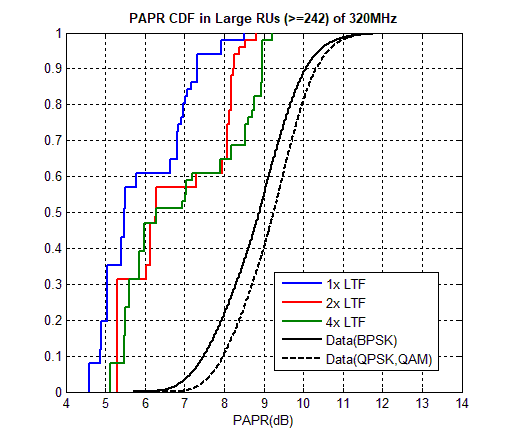 PAPR CDF in Large RUs (>=242) of 320MHz
1
0.9
0.8
0.7
0.6
0.5
0.4
0.3
0.2
0.1
0
1x LTF
2x LTF
4x LTF
Data(BPSK)
Data(QPSK,QAM)
4 5 6 7 8 9 10 11 12 13 14
PAPR(dB)